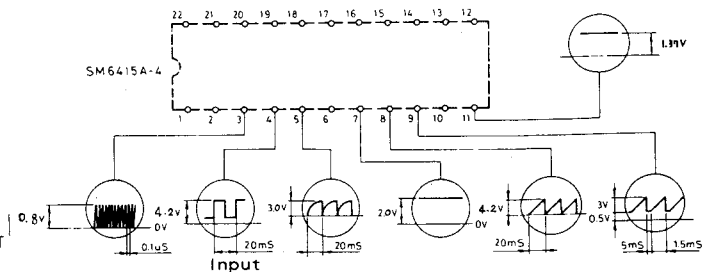 22 21 20 19 18 17 16 15 14 13 12
1.39V
SM6415A-4
1 2 3 4 5 6 7 8 9 10 11
0.8V
0.1uS
4.2V
0V
20mS
Input
3.0V
20mS
2.0V
0V
4.2V
20mS
3V
0.5V
5mS
1.5mS
T